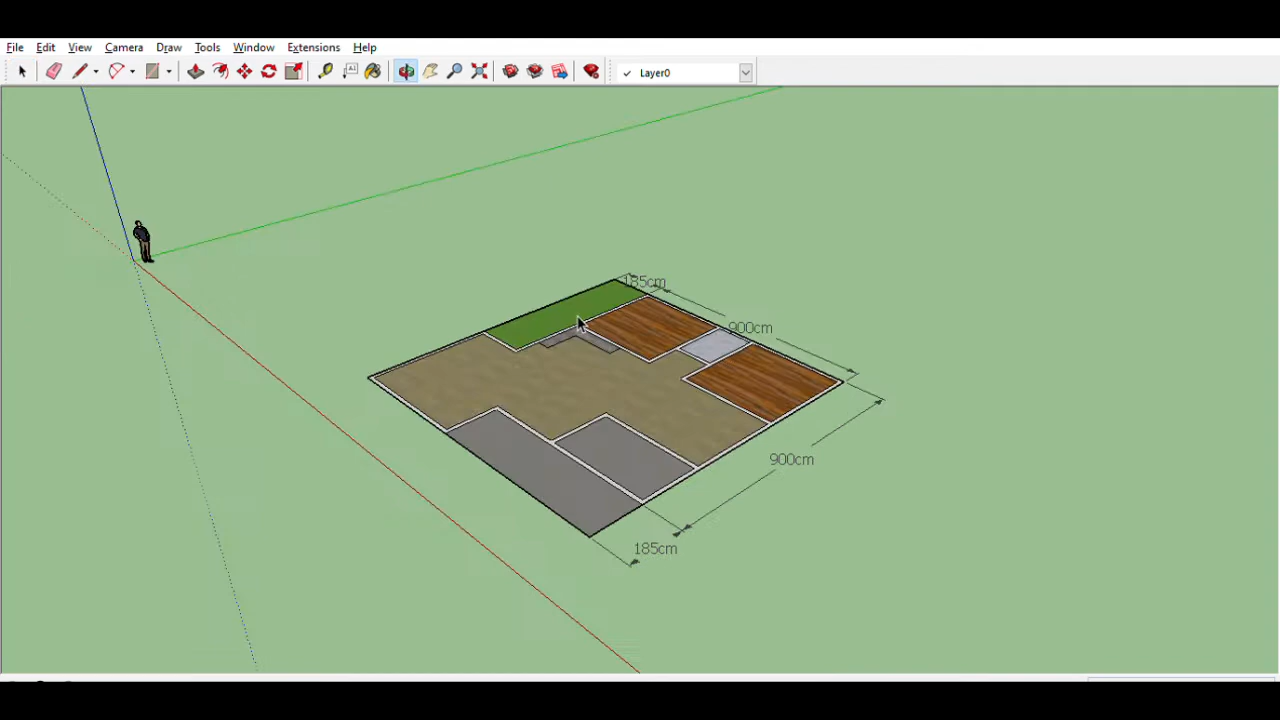 File Edit View Camera Draw Tools Window Extensions Help
Layer0
185cm
900cm
900cm
185cm